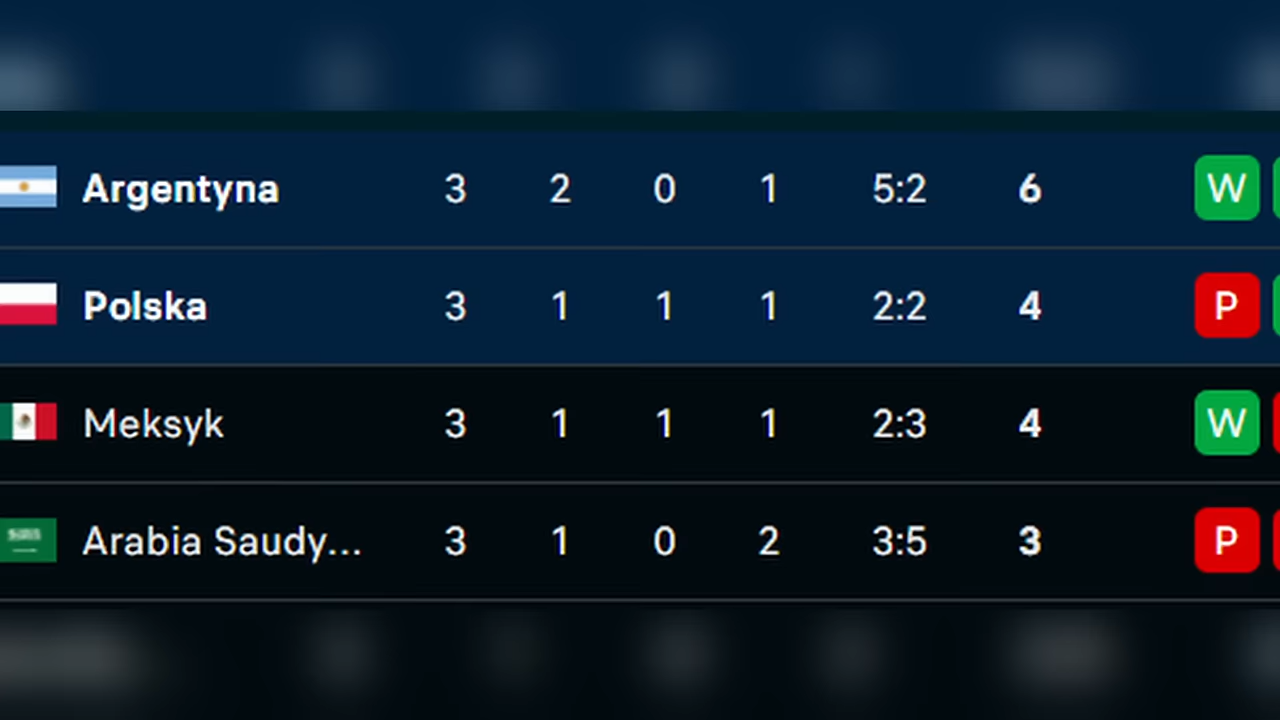 Argentyna 3 2 0 1 5:2 6 W
Polska 3 1 1 1 2:2 4 P
Meksyk 3 1 1 1 2:3 4 W
Arabia Saudy... 3 1 0 2 3:5 3 P